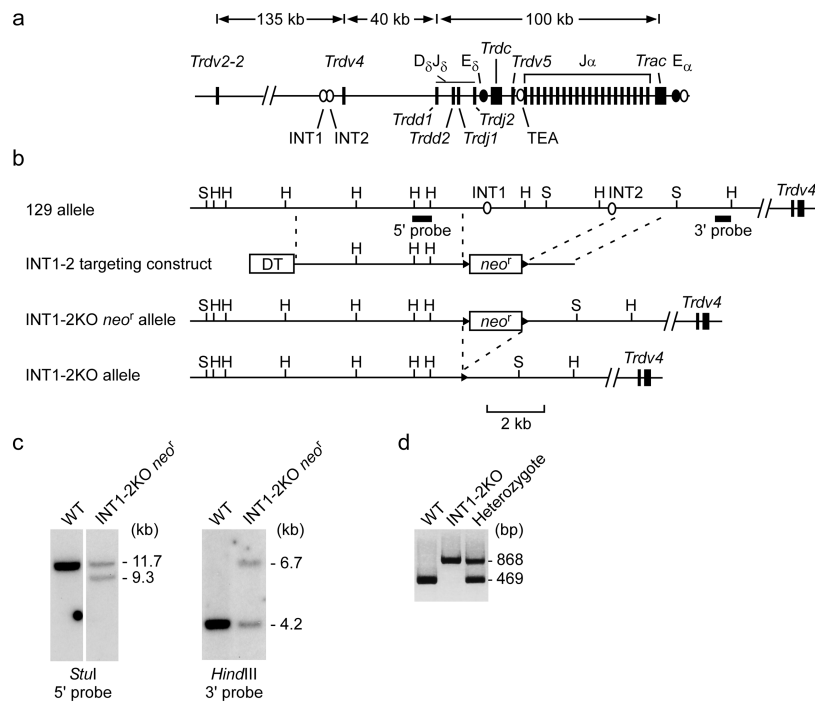 a
135 kb 40 kb 100 kb
Trdv2-2 Trdv4 DδJδ Eδ Trdc Trdv5 Jα Trac Eα
INT1 INT2 Trdd1 Trdd2 Trdj1 Trdj2 TEA
b
S H H H H H H INT1 H S H INT2 S H Trdv4
129 allele
5' probe 3' probe
H H H
INT1-2 targeting construct DT neoʳ
S H H H H H H S H Trdv4
INT1-2KO neoʳ allele neoʳ
S H H H H H H S H Trdv4
INT1-2KO allele
2 kb
c
WT INT1-2KO neoʳ
(kb)
- 11.7
- 9.3
StuI
5' probe
WT INT1-2KO neoʳ
(kb)
- 6.7
- 4.2
HindIII
3' probe
d
WT INT1-2KO Heterozygote
(bp)
- 868
- 469